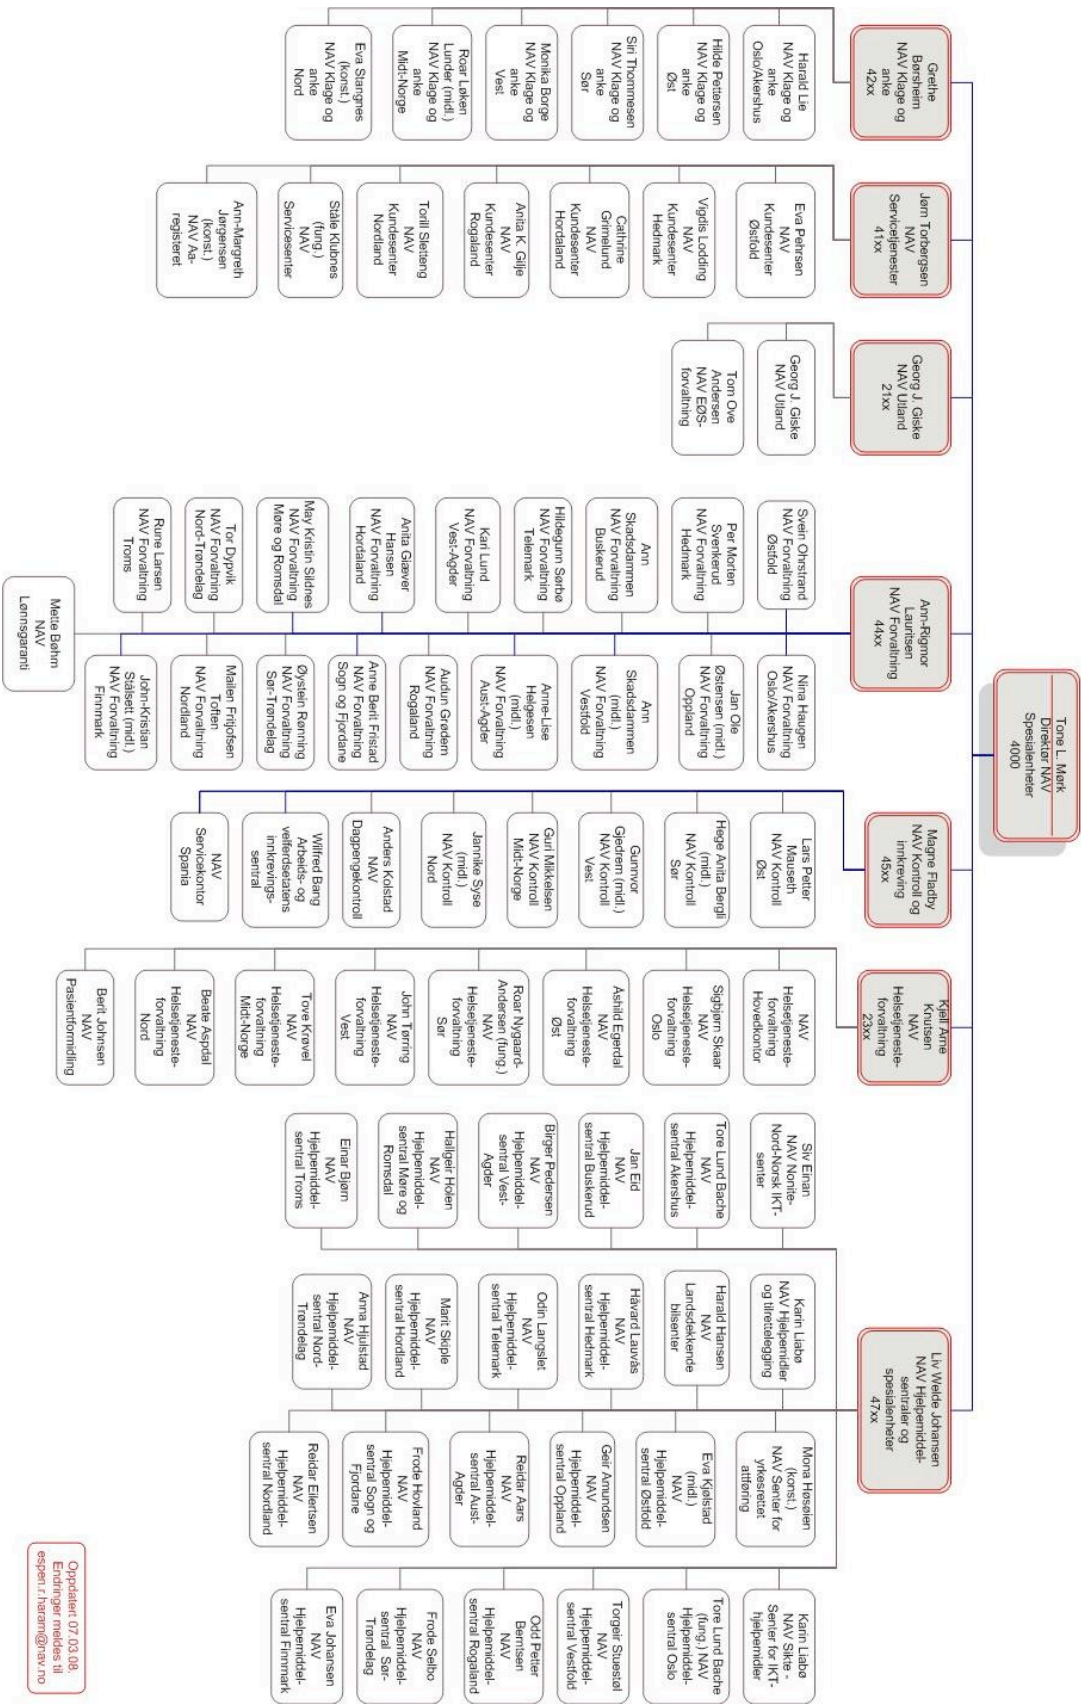 Tone L. Mørk
Direktør NAV
Spesialenheter
4000
Grethe
Børsheim
NAV Klage og
anke
42xx
Harald Lie
NAV Klage og
anke
Oslo/Akershus
Hilde Pettersen
NAV Klage og
anke
Øst
Siri Thommesen
NAV Klage og
anke
Sør
Monika Borge
NAV Klage og
anke
Vest
Roar Løken
Lunder (midl.)
NAV Klage og
anke
Midt-Norge
Eva Stangnes
(konst.)
NAV Klage og
anke
Nord
Jørn Torbergsen
NAV
Servicetjenester
41xx
Eva Pehrsen
NAV
Kundesenter
Østfold
Vigdis Lodding
NAV
Kundesenter
Hedmark
Cathrine
Grimelund
NAV
Kundesenter
Hordaland
Anita K. Gilje
NAV
Kundesenter
Rogaland
Torill Sletteng
NAV
Kundesenter
Nordland
Ståle Klubnes
(fung.)
NAV
Servicesenter
Ann-Margreth
Jørgensen
(konst.)
NAV Aa-
registeret
Georg J. Giske
NAV Utland
21xx
Georg J. Giske
NAV Utland
Tom Ove
Andersen
NAV EØS-
forvaltning
Ann-Rigmor
Lauritsen
NAV Forvaltning
44xx
Svein Ohrstrand
NAV Forvaltning
Østfold
Nina Haugen
NAV Forvaltning
Oslo/Akershus
Per Morten
Svenkerud
NAV Forvaltning
Hedmark
Jan Ole
Østensen (midl.)
NAV Forvaltning
Oppland
Ann
Skadsdammen
NAV Forvaltning
Buskerud
Ann
Skadsdammen
(midl.)
NAV Forvaltning
Vestfold
Hildegunn Sørbø
NAV Forvaltning
Telemark
Anne-Lise
Helgesen
(midl.)
NAV Forvaltning
Aust-Agder
Kari Lund
NAV Forvaltning
Vest-Agder
Audun Grødem
NAV Forvaltning
Rogaland
Anita Giæver
Hansen
NAV Forvaltning
Hordaland
Anne Berit Fristad
NAV Forvaltning
Sogn og Fjordane
May Kristin Sildnes
NAV Forvaltning
Møre og Romsdal
Øystein Rønning
NAV Forvaltning
Sør-Trøndelag
Tor Dypvik
NAV Forvaltning
Nord-Trøndelag
Mailen Fritjofsen
Toften
NAV Forvaltning
Nordland
Rune Larsen
NAV Forvaltning
Troms
John-Kristian
Stålsett (midl.)
NAV Forvaltning
Finnmark
Mette Bøhm
NAV
Lønnsgaranti
Magne Fladby
NAV Kontroll og
innkreving
45xx
Lars Petter
Mauseth
NAV Kontroll
Øst
Hege Anita Bergli
(midl.)
NAV Kontroll
Sør
Gunnvor
Gjedrem (midl.)
NAV Kontroll
Vest
Guri Mikkelsen
NAV Kontroll
Midt-Norge
Jannike Syse
(midl.)
NAV Kontroll
Nord
Anders Kolstad
NAV
Dagpengekontroll
Wilfred Bang
Arbeids- og
velferdsetatens
innkrevings-
sentral
NAV
Servicekontor
Spania
Kjell Arne
Knutsen
NAV
Helsetjeneste-
forvaltning
23xx
NAV
Helsetjeneste-
forvaltning
Hovedkontor
Sigbjørn Skaar
NAV
Helsetjeneste-
forvaltning
Oslo
Åshild Egerdal
NAV
Helsetjeneste-
forvaltning
Øst
Roar Nygaard-
Andersen (fung.)
NAV
Helsetjeneste-
forvaltning
Sør
John Tørring
NAV
Helsetjeneste-
forvaltning
Vest
Tove Krøvel
NAV
Helsetjeneste-
forvaltning
Midt-Norge
Beate Aspdal
NAV
Helsetjeneste-
forvaltning
Nord
Berit Johnsen
NAV
Pasientformidling
Liv Welde Johansen
NAV Hjelpemiddel-
sentraler og
spesialenheter
47xx
Siv Einan
NAV Nonite-
Nord-Norsk IKT-
senter
Tore Lund Bache
NAV
Hjelpemiddel-
sentral Akershus
Jan Eid
NAV
Hjelpemiddel-
sentral Buskerud
Birger Pedersen
NAV
Hjelpemiddel-
sentral Vest-
Agder
Hallgeir Holen
NAV
Hjelpemiddel-
sentral Møre og
Romsdal
Einar Bjørn
NAV
Hjelpemiddel-
sentral Troms
Karin Liabø
NAV Hjelpemidler
og tilrettelegging
Harald Hansen
NAV
Landsdekkende
bilsenter
Håvard Lauvås
NAV
Hjelpemiddel-
sentral Hedmark
Odin Langslet
NAV
Hjelpemiddel-
sentral Telemark
Marit Skiple
NAV
Hjelpemiddel-
sentral Hordland
Anna Hjulstad
NAV
Hjelpemiddel-
sentral Nord-
Trøndelag
Mona Høsøien
(konst.)
NAV Senter for
yrkesrettet
attføring
Eva Kjølstad
(midl.)
NAV
Hjelpemiddel-
sentral Østfold
Geir Amundsen
NAV
Hjelpemiddel-
sentral Oppland
Reidar Aars
NAV
Hjelpemiddel-
sentral Aust-
Agder
Frode Hovland
NAV
Hjelpemiddel-
sentral Sogn og
Fjordane
Reidar Eilertsen
NAV
Hjelpemiddel-
sentral Nordland
Karin Liabø
NAV Sikte -
Senter for IKT-
hjelpemidler
Tore Lund Bache
(fung.) NAV
Hjelpemiddel-
sentral Oslo
Torgeir Stuestøl
NAV
Hjelpemiddel-
sentral Vestfold
Odd Petter
Berntsen
NAV
Hjelpemiddel-
sentral Rogaland
Frode Selbo
NAV
Hjelpemiddel-
sentral Sør-
Trøndelag
Eva Johansen
NAV
Hjelpemiddel-
sentral Finnmark
Oppdatert 07.03.08.
Endringer meldes til
espen.r.haram@nav.no